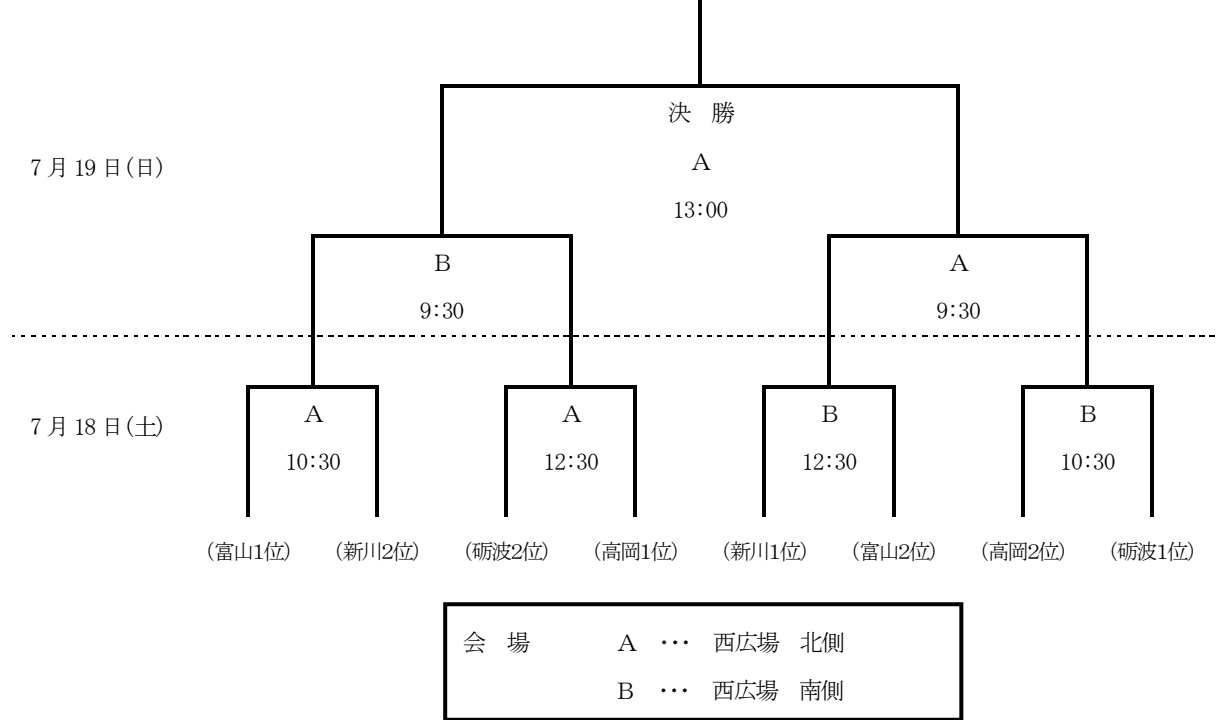 決 勝
A
7月19日(日)
13:00
B A
9:30 9:30
7月18日(土)
A A B B
10:30 12:30 12:30 10:30
(富山1位) (新川2位) (砺波2位) (高岡1位) (新川1位) (富山2位) (高岡2位) (砺波1位)
会 場 A … 西広場 北側
B … 西広場 南側